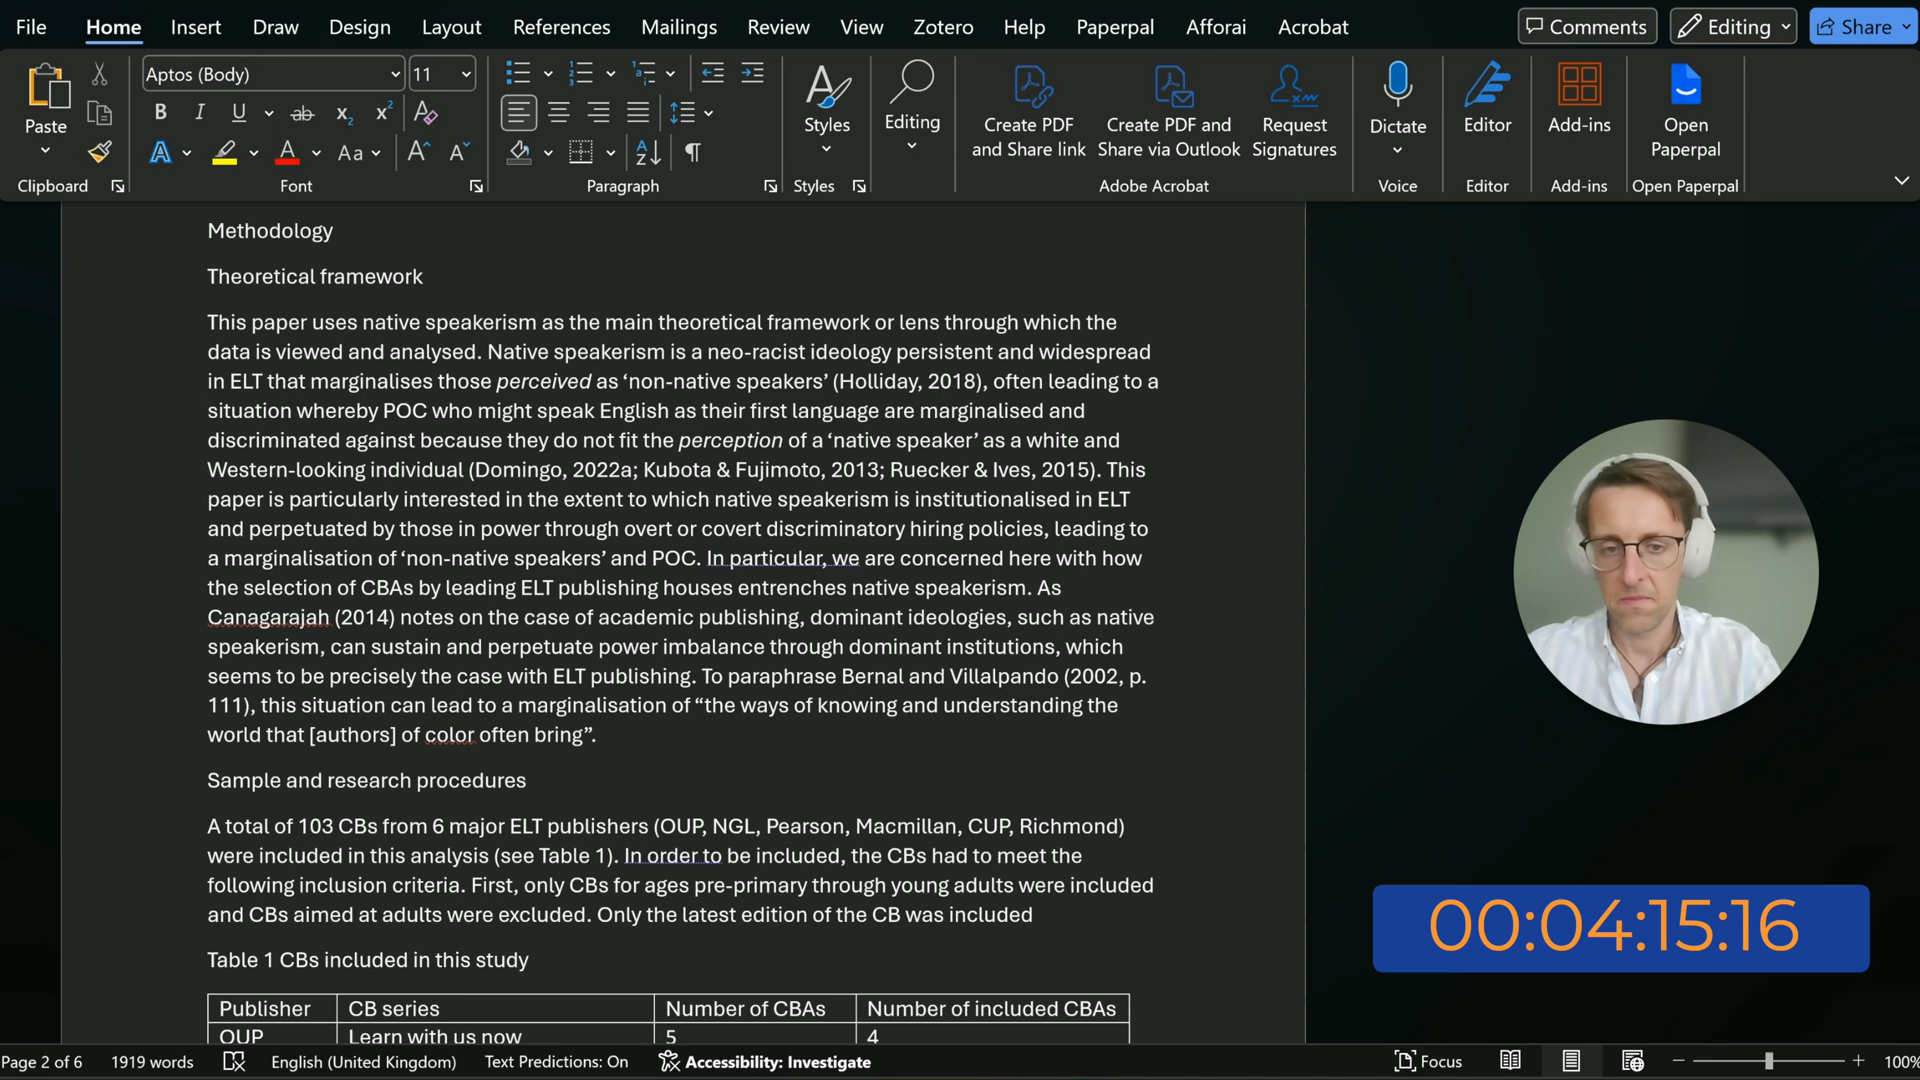 File Home Insert Draw Design Layout References Mailings Review View Zotero Help Paperpal Afforai Acrobat Comments Editing Share
Aptos (Body) 11
Paste
B I U ab x₂ x² A
A A Aa A A
Clipboard Font Paragraph
Styles
Styles
Editing
Create PDF
and Share link
Create PDF and
Share via Outlook
Request
Signatures
Adobe Acrobat
Dictate
Voice
Editor
Editor
Add-ins
Add-ins
Open
Paperpal
Open Paperpal
Methodology
Theoretical framework
This paper uses native speakerism as the main theoretical framework or lens through which the
data is viewed and analysed. Native speakerism is a neo-racist ideology persistent and widespread
in ELT that marginalises those perceived as ‘non-native speakers’ (Holliday, 2018), often leading to a
situation whereby POC who might speak English as their first language are marginalised and
discriminated against because they do not fit the perception of a ‘native speaker’ as a white and
Western-looking individual (Domingo, 2022a; Kubota & Fujimoto, 2013; Ruecker & Ives, 2015). This
paper is particularly interested in the extent to which native speakerism is institutionalised in ELT
and perpetuated by those in power through overt or covert discriminatory hiring policies, leading to
a marginalisation of ‘non-native speakers’ and POC. In particular, we are concerned here with how
the selection of CBAs by leading ELT publishing houses entrenches native speakerism. As
Canagarajah (2014) notes on the case of academic publishing, dominant ideologies, such as native
speakerism, can sustain and perpetuate power imbalance through dominant institutions, which
seems to be precisely the case with ELT publishing. To paraphrase Bernal and Villalpando (2002, p.
111), this situation can lead to a marginalisation of “the ways of knowing and understanding the
world that [authors] of color often bring”.
Sample and research procedures
A total of 103 CBs from 6 major ELT publishers (OUP, NGL, Pearson, Macmillan, CUP, Richmond)
were included in this analysis (see Table 1). In order to be included, the CBs had to meet the
following inclusion criteria. First, only CBs for ages pre-primary through young adults were included
and CBs aimed at adults were excluded. Only the latest edition of the CB was included
Table 1 CBs included in this study
Publisher CB series Number of CBAs Number of included CBAs
OUP Learn with us now 5 4
00:04:15:16
Page 2 of 6 1919 words English (United Kingdom) Text Predictions: On Accessibility: Investigate Focus 100%